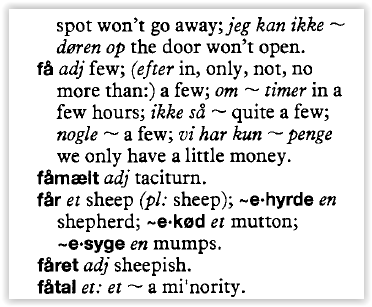 spot won't go away; jeg kan ikke ~
døren op the door won't open.
få adj few; (efter in, only, not, no
more than:) a few; om ~ timer in a
few hours; ikke så ~ quite a few;
nogle ~ a few; vi har kun ~ penge
we only have a little money.
fåmælt adj taciturn.
får et sheep (pl: sheep); ~e·hyrde en
shepherd; ~e·kød et mutton;
~e·syge en mumps.
fåret adj sheepish.
fåtal et: et ~ a mi'nority.